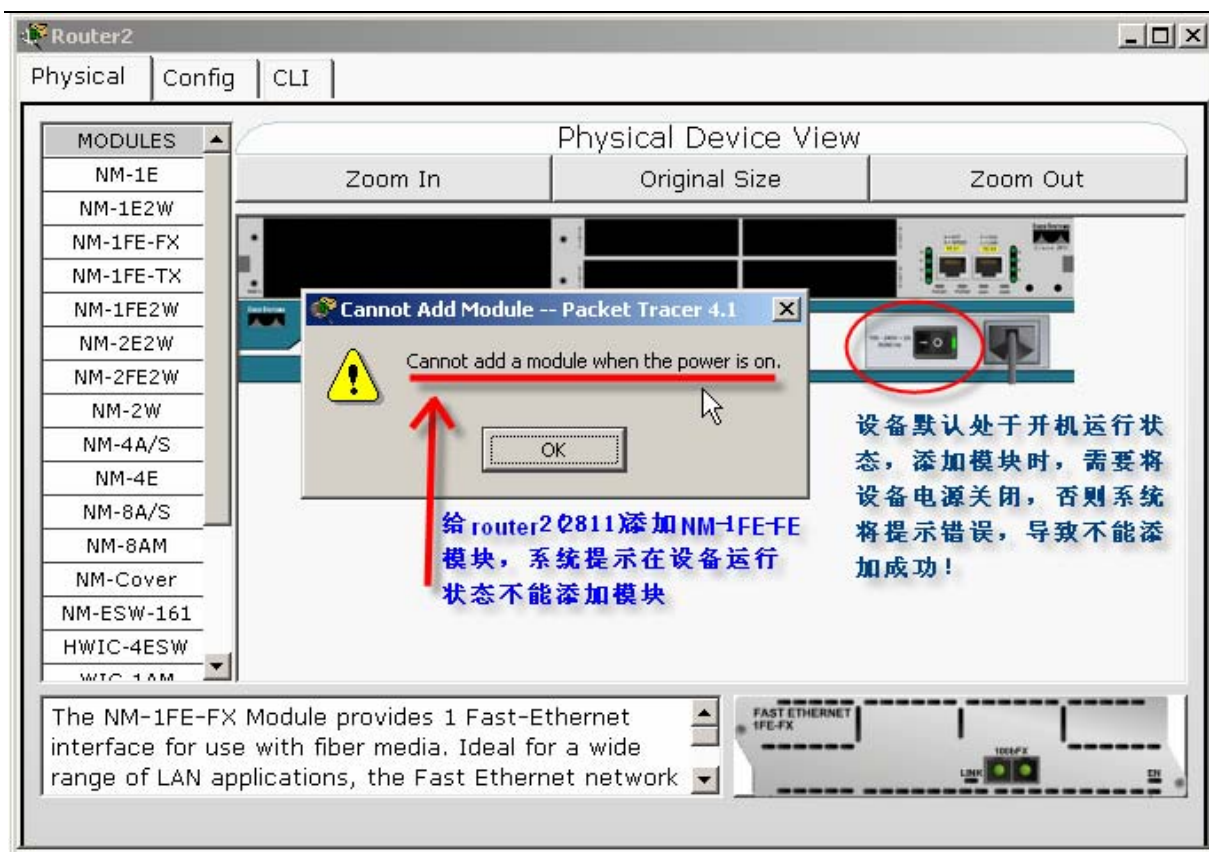 Router2
Physical
Config
CLI
MODULES
NM-1E
NM-1E2W
NM-1FE-FX
NM-1FE-TX
NM-1FE2W
NM-2E2W
NM-2FE2W
NM-2W
NM-4A/S
NM-4E
NM-8A/S
NM-8AM
NM-Cover
NM-ESW-161
HWIC-4ESW
WIC-1AM
Physical Device View
Zoom In
Original Size
Zoom Out
Cannot Add Module -- Packet Tracer 4.1
Cannot add a module when the power is on.
OK
给router2(2811)添加NM-1FE-FE
模块，系统提示在设备运行
状态不能添加模块
设备默认处于开机运行状
态，添加模块时，需要将
设备电源关闭，否则系统
将提示错误，导致不能添
加成功！
The NM-1FE-FX Module provides 1 Fast-Ethernet
interface for use with fiber media. Ideal for a wide
range of LAN applications, the Fast Ethernet network
FAST ETHERNET
1FE-FX
100bFX
LINK
EN